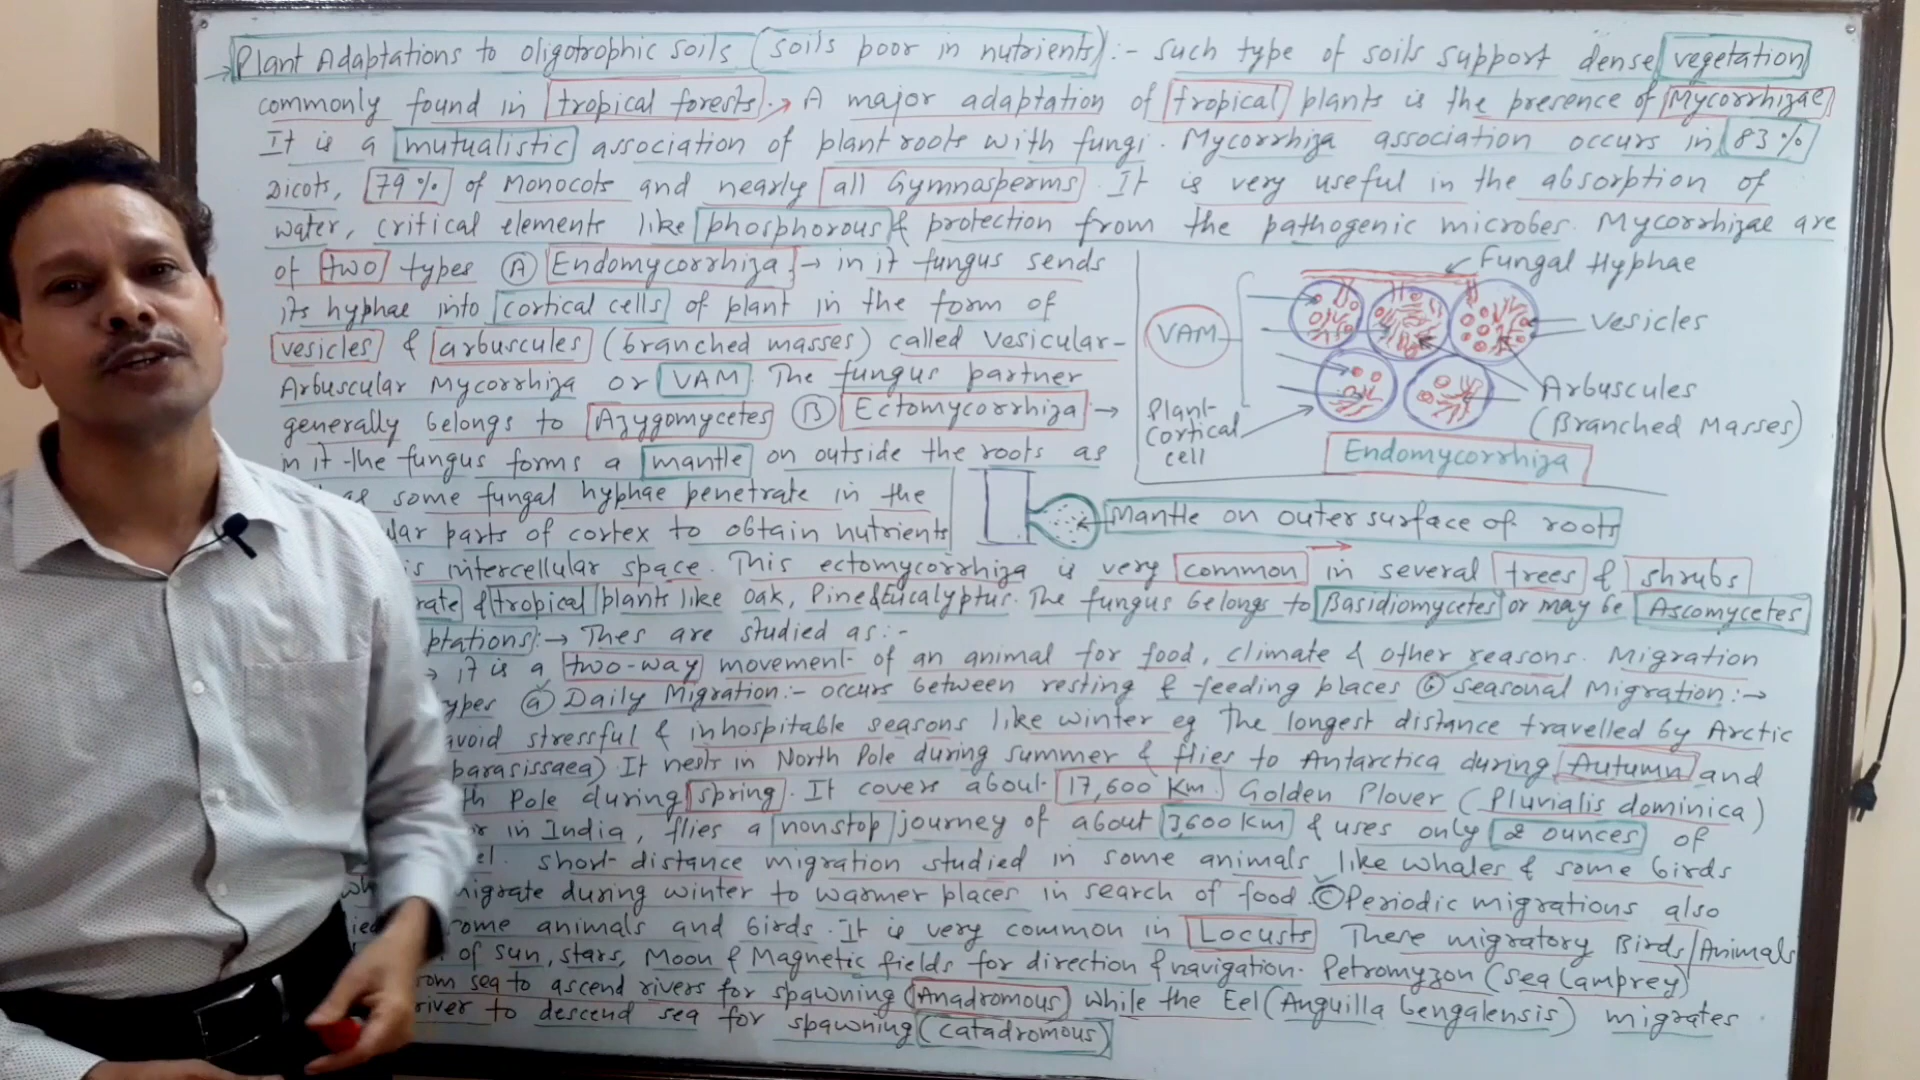 Plant Adaptations to oligotrophic soils (soils poor in nutrients):- Such type of soils support dense vegetation
commonly found in tropical forests. → A major adaptation of tropical plants is the presence of Mycorrhizae
It is a mutualistic association of plant roots with fungi. Mycorrhiza association occurs in 83%
Dicots, 79% of Monocots and nearly all Gymnosperms. It is very useful in the absorption of
water, critical elements like phosphorous & protection from the pathogenic microbes. Mycorrhizae are
of two types (A) Endomycorrhiza → in it fungus sends
its hyphae into cortical cells of plant in the form of
vesicles & arbuscules (branched masses) called Vesicular-
Arbuscular Mycorrhiza or VAM. The fungus partner
generally belongs to Azygomycetes (B) Ectomycorrhiza →
in it the fungus forms a mantle on outside the roots as
as some fungal hyphae penetrate in the
lar parts of cortex to obtain nutrients
is intercellular space. This ectomycorrhiza is very common in several trees & shrubs
rate & tropical plants like Oak, Pine & Eucalyptus. The fungus belongs to Basidiomycetes or may be Ascomycetes
ptations:→ Thes are studied as:-
→ it is a two-way movement of an animal for food, climate & other reasons. Migration
ypes (a) Daily Migration:- occurs between resting & feeding places (b) Seasonal Migration:→
avoid stressful & inhospitable seasons like winter eg The longest distance travelled by Arctic
parasissaea) It nests in North Pole during summer & flies to Antarctica during Autumn and
th Pole during spring. It covers about 17,600 Km. Golden Plover (Pluvialis dominica)
r in India, flies a nonstop journey of about 3,600 Km & uses only 2 ounces of
el. short-distance migration studied in some animals like whales & some birds
wh migrate during winter to warmer places in search of food. (C) Periodic migrations also
ied some animals and birds. It is very common in Locusts These migratory Birds/Animals
of sun, stars, Moon & Magnetic fields for direction & navigation. Petromyzon (sea lamprey)
rom sea to ascend rivers for spawning (Anadromous) while the Eel (Anguilla bengalensis) migrates
river to descend sea for spawning (catadromous)
Fungal Hyphae
VAM
Vesicles
Arbuscules
(Branched Masses)
Plant-
Cortical
cell
Endomycorrhiza
Mantle on outer surface of roots